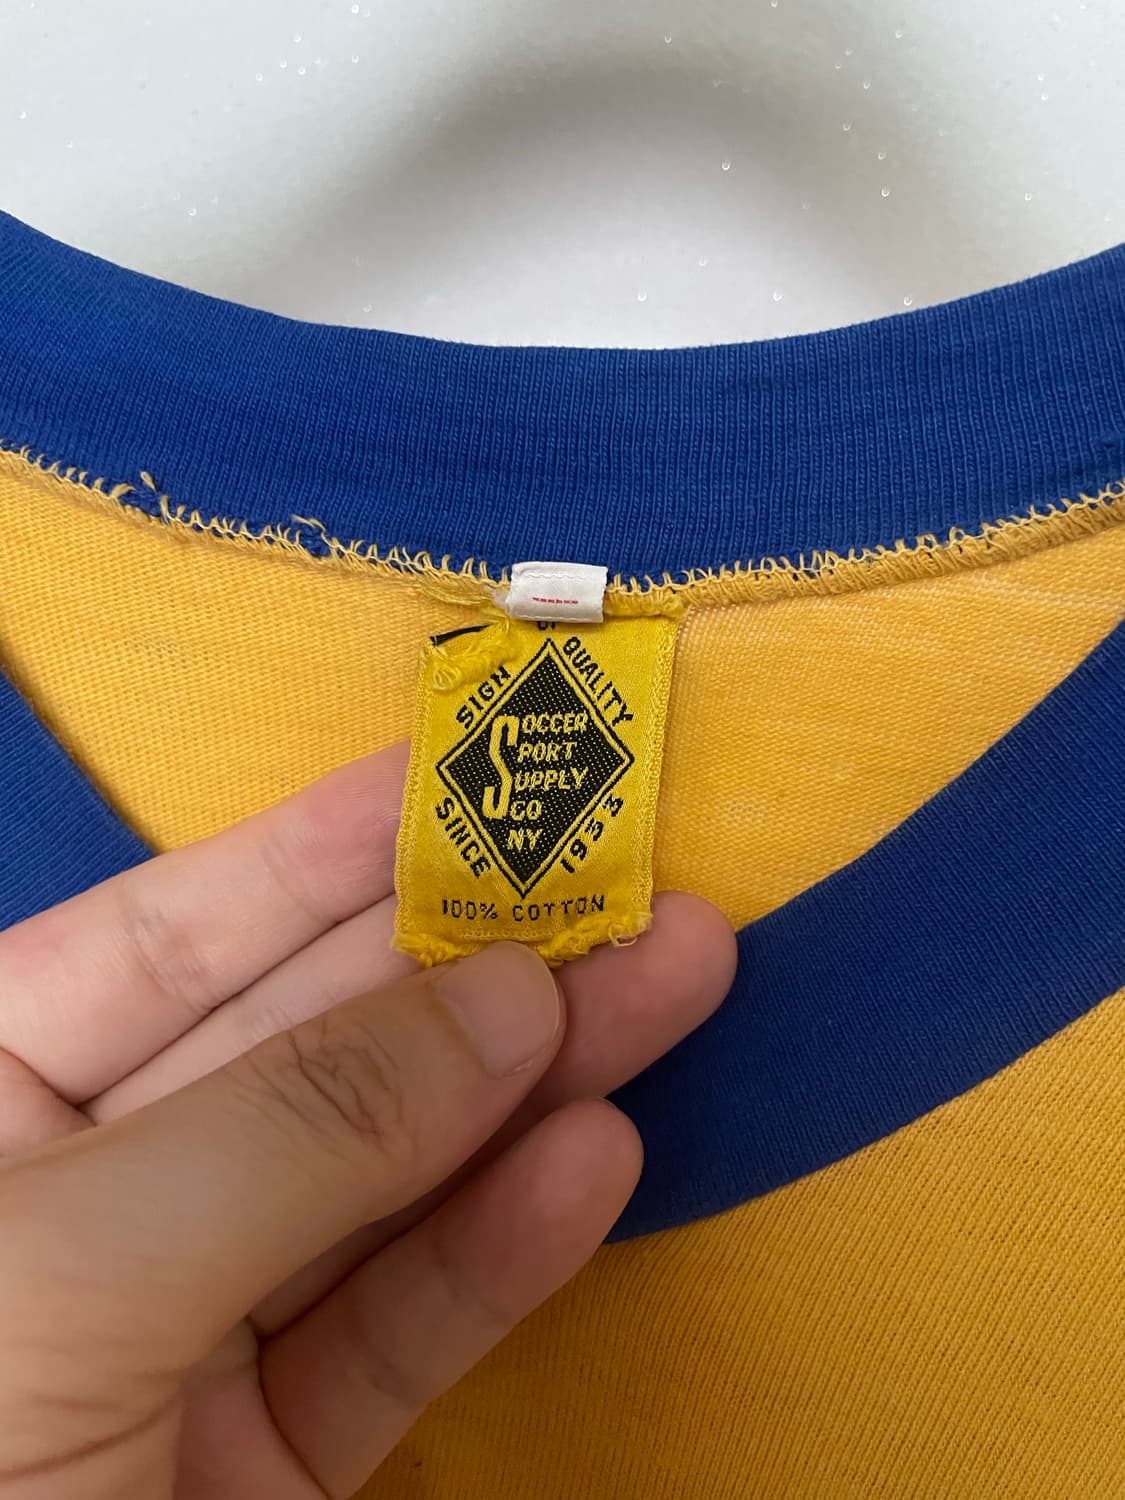 SIGN OF QUALITY
SOCCER
SPORT
SUPPLY
CO
NY
SINCE 1933
100% COTTON